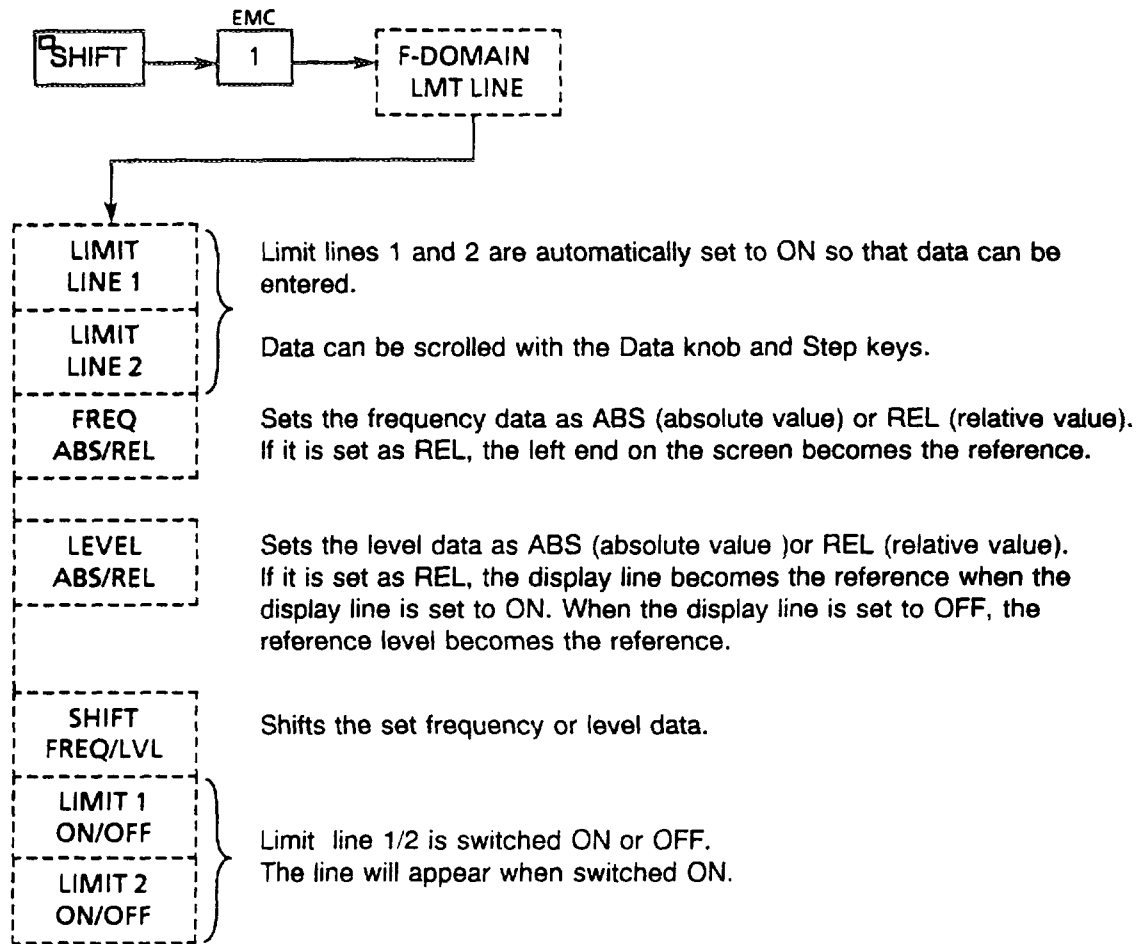 EMC
SHIFT
1
F-DOMAIN
LMT LINE
LIMIT
LINE 1
LIMIT
LINE 2
Limit lines 1 and 2 are automatically set to ON so that data can be
entered.
Data can be scrolled with the Data knob and Step keys.
FREQ
ABS/REL
Sets the frequency data as ABS (absolute value) or REL (relative value).
If it is set as REL, the left end on the screen becomes the reference.
LEVEL
ABS/REL
Sets the level data as ABS (absolute value )or REL (relative value).
If it is set as REL, the display line becomes the reference when the
display line is set to ON. When the display line is set to OFF, the
reference level becomes the reference.
SHIFT
FREQ/LVL
Shifts the set frequency or level data.
LIMIT 1
ON/OFF
LIMIT 2
ON/OFF
Limit line 1/2 is switched ON or OFF.
The line will appear when switched ON.